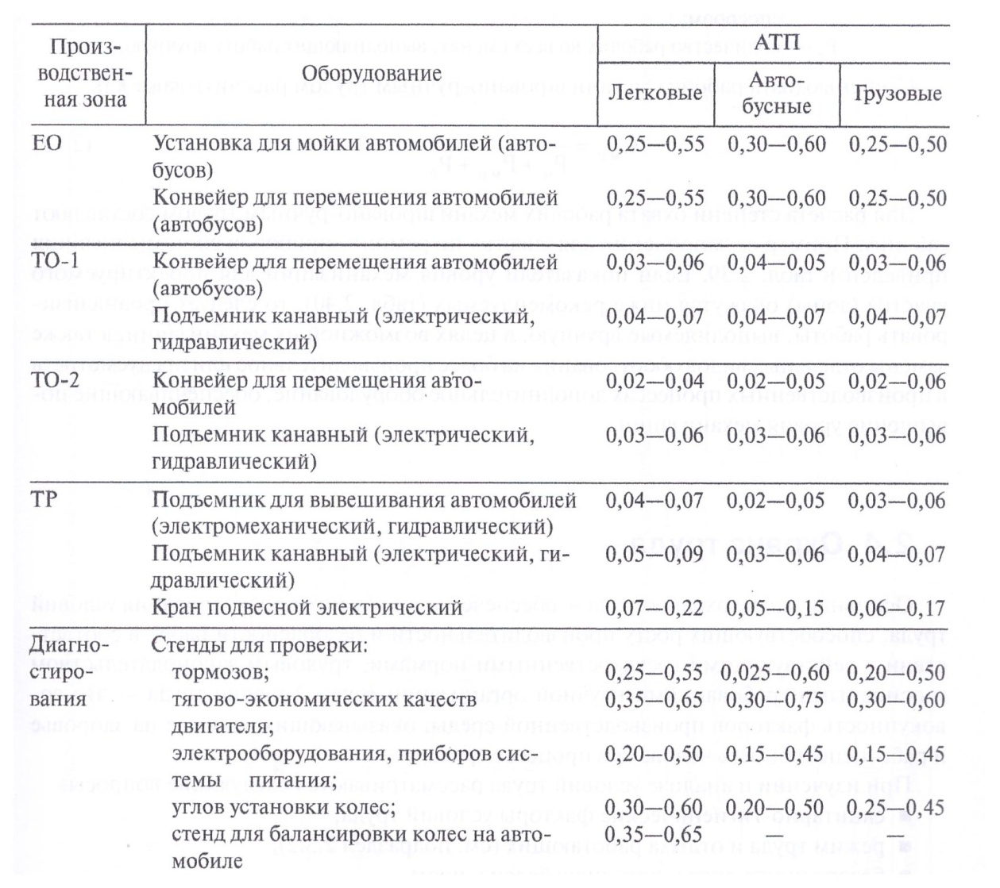 Произ-
водствен-
ная зона
Оборудование
АТП
Легковые
Авто-
бусные
Грузовые
ЕО Установка для мойки автомобилей (авто- 0,25—0,55 0,30—0,60 0,25—0,50
бусов)
Конвейер для перемещения автомобилей 0,25—0,55 0,30—0,60 0,25—0,50
(автобусов)
ТО-1 Конвейер для перемещения автомобилей 0,03—0,06 0,04—0,05 0,03—0,06
(автобусов)
Подъемник канавный (электрический, 0,04—0,07 0,04—0,07 0,04—0,07
гидравлический)
ТО-2 Конвейер для перемещения авто- 0,02—0,04 0,02—0,05 0,02—0,06
мобилей
Подъемник канавный (электрический, 0,03—0,06 0,03—0,06 0,03—0,06
гидравлический)
ТР Подъемник для вывешивания автомобилей 0,04—0,07 0,02—0,05 0,03—0,06
(электромеханический, гидравлический)
Подъемник канавный (электрический, ги- 0,05—0,09 0,03—0,06 0,04—0,07
дравлический)
Кран подвесной электрический 0,07—0,22 0,05—0,15 0,06—0,17
Диагно- Стенды для проверки:
стиро- тормозов; 0,25—0,55 0,025—0,60 0,20—0,50
вания тягово-экономических качеств 0,35—0,65 0,30—0,75 0,30—0,60
двигателя;
электрооборудования, приборов сис- 0,20—0,50 0,15—0,45 0,15—0,45
темы питания;
углов установки колес; 0,30—0,60 0,20—0,50 0,25—0,45
стенд для балансировки колес на авто- 0,35—0,65 — —
мобиле